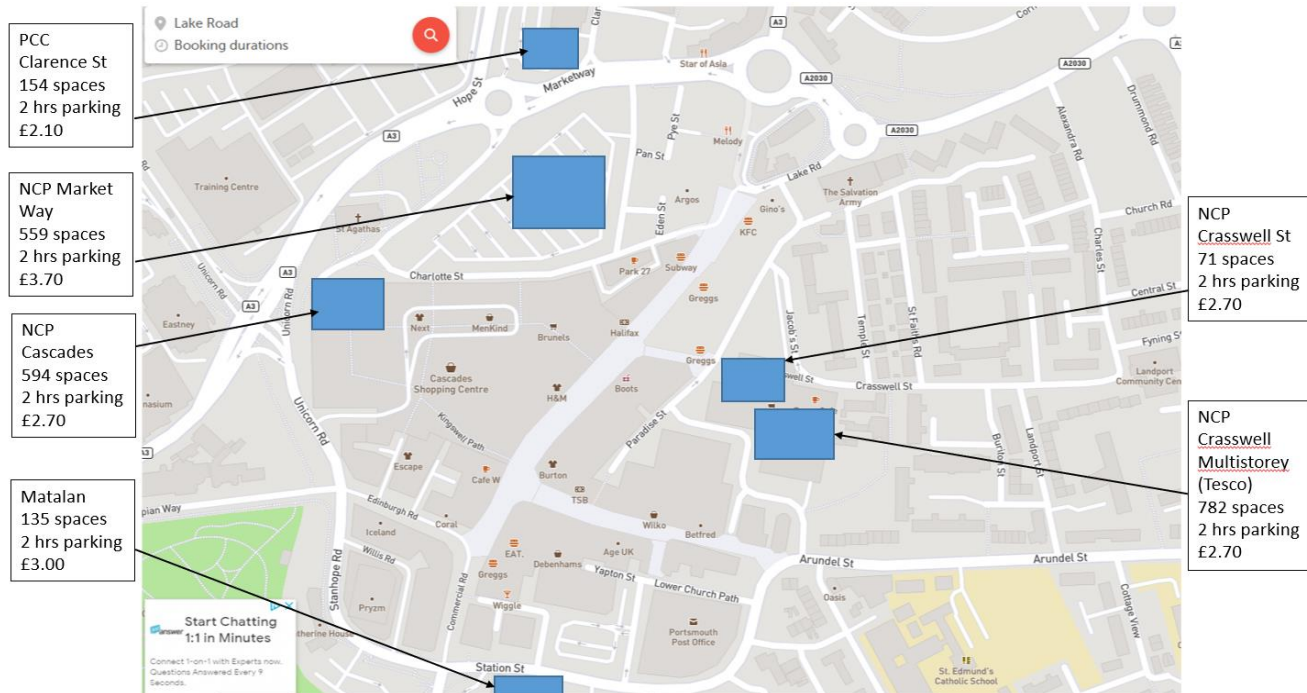 PCC
Clarence St
154 spaces
2 hrs parking
£2.10
NCP Market
Way
559 spaces
2 hrs parking
£3.70
NCP
Cascades
594 spaces
2 hrs parking
£2.70
Matalan
135 spaces
2 hrs parking
£3.00
NCP
Crasswell St
71 spaces
2 hrs parking
£2.70
NCP
Crasswell
Multistorey
(Tesco)
782 spaces
2 hrs parking
£2.70
Lake Road
Booking durations
A3
Star of Asia
A2030
A2030
Hope St
Marketway
A3
Pye St
Melody
A2030
Alexandra Rd
Drummond Rd
Training Centre
Pan St
Lake Rd
The Salvation
Army
Church Rd
St Agathas
Eden St
Argos
Gino's
KFC
Charles St
A3
Unicorn Rd
Unicorn Rd
Charlotte St
Park 27
Subway
Greggs
Central St
A3
Eastney
Next
MenKind
Brunels
Halifax
Jacob's St
Temple St
St Faiths Rd
Fyning St
Greggs
Landport
Cascades
Shopping Centre
Boots
Crasswell St
Community
H&M
Unicorn Rd
Kingswell Path
Paradise St
Escape
Cafe W
Burton
TSB
Landport St
Edinburgh Rd
Coral
Wilko
Betfred
Iceland
Willis Rd
EAT.
Age UK
Arundel St
Arundel St
Greggs
Debenhams
Yapton St
Lower Church Path
Stanhope Rd
Pryzm
Commercial Rd
Wiggle
Oasis
Cottage View
Portsmouth
Post Office
Start Chatting
1:1 in Minutes
Connect 1-on-1 with Experts now.
Questions Answered Every 9
Seconds.
Station St
St. Edmund's
Catholic School